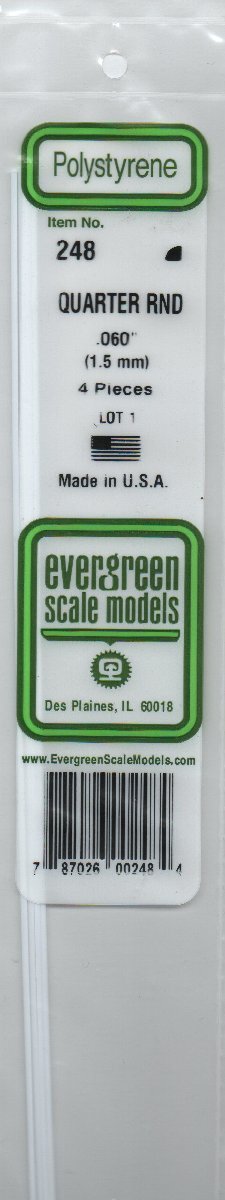 Polystyrene
Item No.
248
QUARTER RND
.060"
(1.5 mm)
4 Pieces
LOT 1
Made in U.S.A.
evergreen
scale models
Des Plaines, IL 60018
www.EvergreenScaleModels.com
7 87026 00248 4